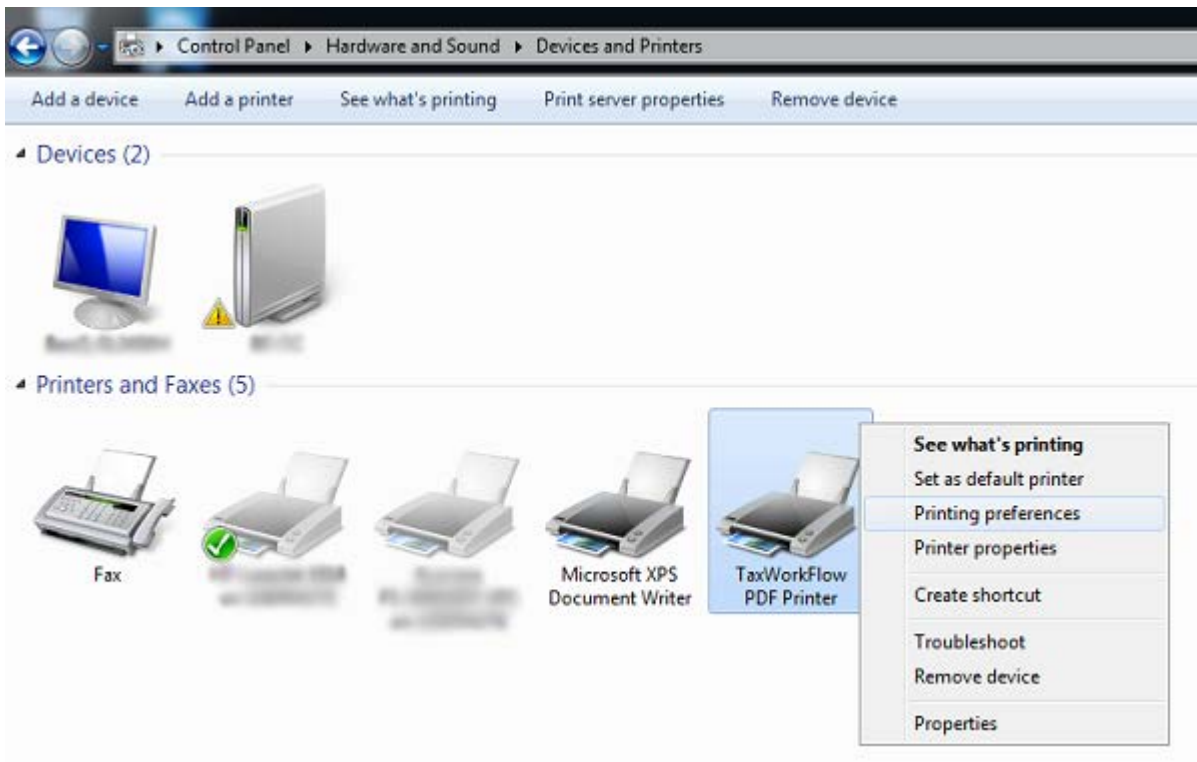 Control Panel ▸ Hardware and Sound ▸ Devices and Printers
Add a device Add a printer See what's printing Print server properties Remove device
Devices (2)
Printers and Faxes (5)
Fax
Microsoft XPS
Document Writer
TaxWorkFlow
PDF Printer
See what's printing
Set as default printer
Printing preferences
Printer properties
Create shortcut
Troubleshoot
Remove device
Properties